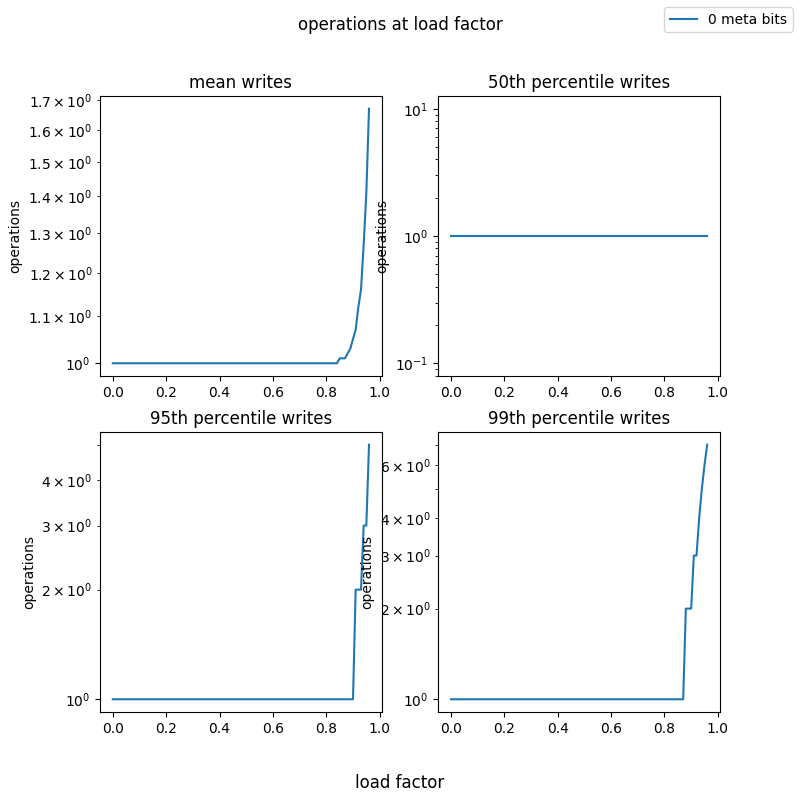 operations at load factor
0 meta bits
mean writes
1.7 × 10⁰
1.6 × 10⁰
1.5 × 10⁰
1.4 × 10⁰
1.3 × 10⁰
1.2 × 10⁰
1.1 × 10⁰
10⁰
operations
0.0 0.2 0.4 0.6 0.8 1.0
50th percentile writes
10¹
10⁰
10⁻¹
operations
0.0 0.2 0.4 0.6 0.8 1.0
95th percentile writes
4 × 10⁰
3 × 10⁰
2 × 10⁰
10⁰
operations
0.0 0.2 0.4 0.6 0.8 1.0
99th percentile writes
6 × 10⁰
4 × 10⁰
3 × 10⁰
2 × 10⁰
10⁰
operations
0.0 0.2 0.4 0.6 0.8 1.0
load factor